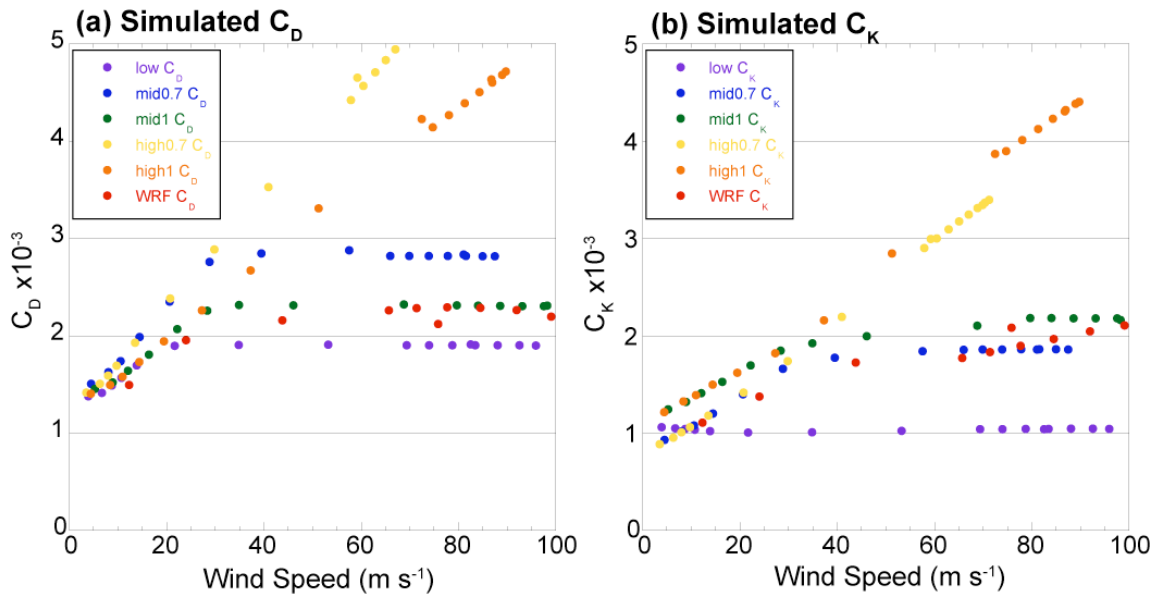 (a) Simulated C_D
5
4
3
2
1
0
C_D x10⁻³
low C_D
mid0.7 C_D
mid1 C_D
high0.7 C_D
high1 C_D
WRF C_D
0 20 40 60 80 100
Wind Speed (m s⁻¹)
(b) Simulated C_K
5
4
3
2
1
0
C_K x10⁻³
low C_K
mid0.7 C_K
mid1 C_K
high0.7 C_K
high1 C_K
WRF C_K
0 20 40 60 80 100
Wind Speed (m s⁻¹)